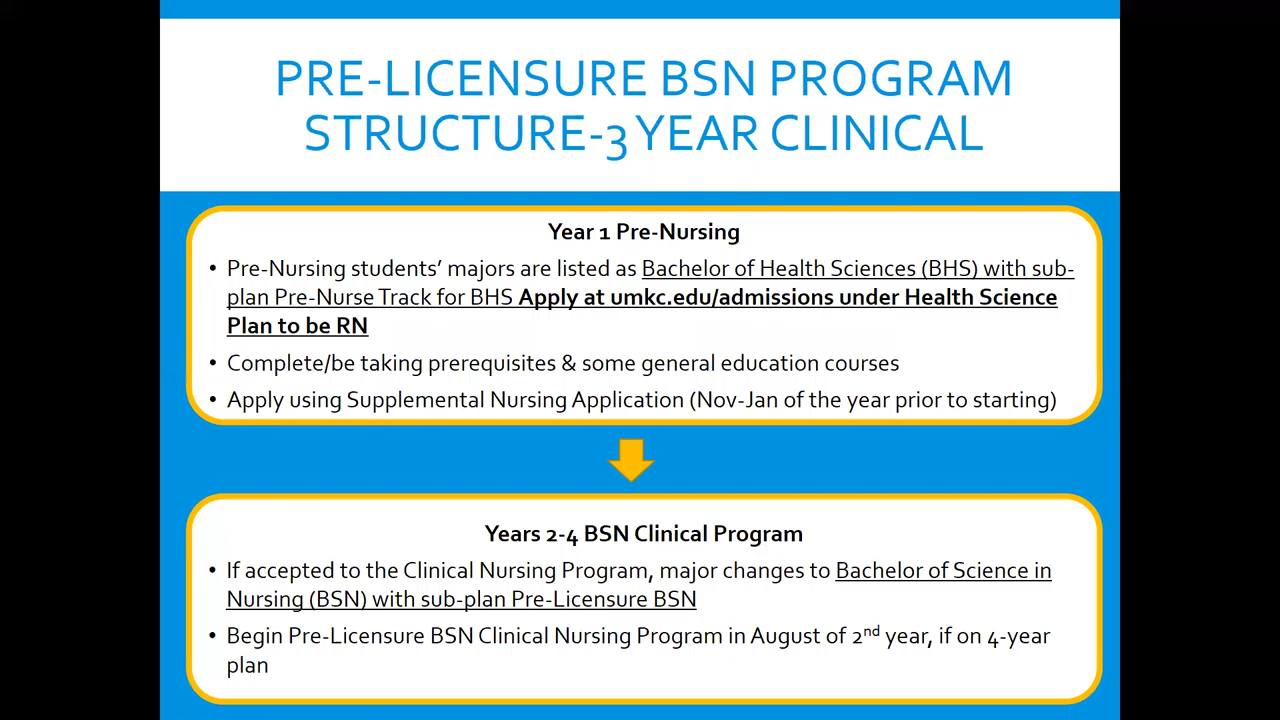 PRE-LICENSURE BSN PROGRAM
STRUCTURE-3 YEAR CLINICAL
Year 1 Pre-Nursing
• Pre-Nursing students’ majors are listed as Bachelor of Health Sciences (BHS) with sub-
plan Pre-Nurse Track for BHS Apply at umkc.edu/admissions under Health Science
Plan to be RN
• Complete/be taking prerequisites & some general education courses
• Apply using Supplemental Nursing Application (Nov-Jan of the year prior to starting)
Years 2-4 BSN Clinical Program
• If accepted to the Clinical Nursing Program, major changes to Bachelor of Science in
Nursing (BSN) with sub-plan Pre-Licensure BSN
• Begin Pre-Licensure BSN Clinical Nursing Program in August of 2nd year, if on 4-year
plan